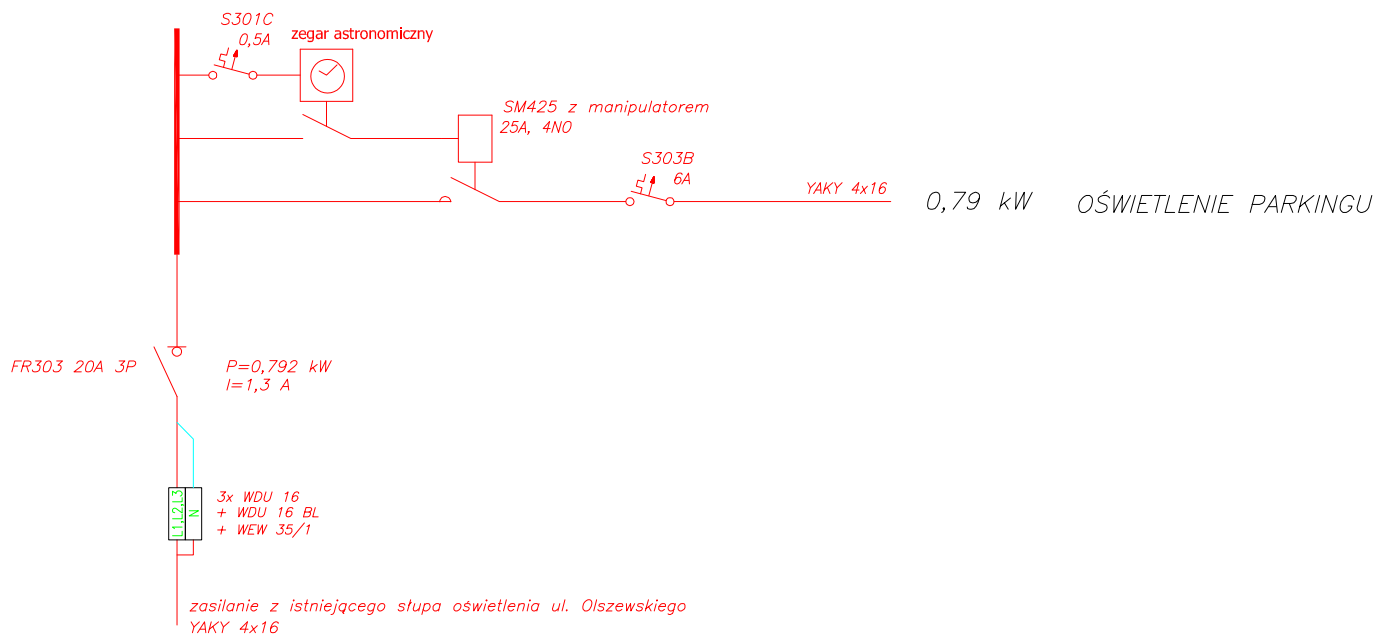 S301C
0,5A
zegar astronomiczny
SM425 z manipulatorem
25A, 4NO
S303B
6A
YAKY 4x16
0,79 kW
OŚWIETLENIE PARKINGU
FR303 20A 3P
P=0,792 kW
I=1,3 A
L1,L2,L3
N
3x WDU 16
+ WDU 16 BL
+ WEW 35/1
zasilanie z istniejącego słupa oświetlenia ul. Olszewskiego
YAKY 4x16